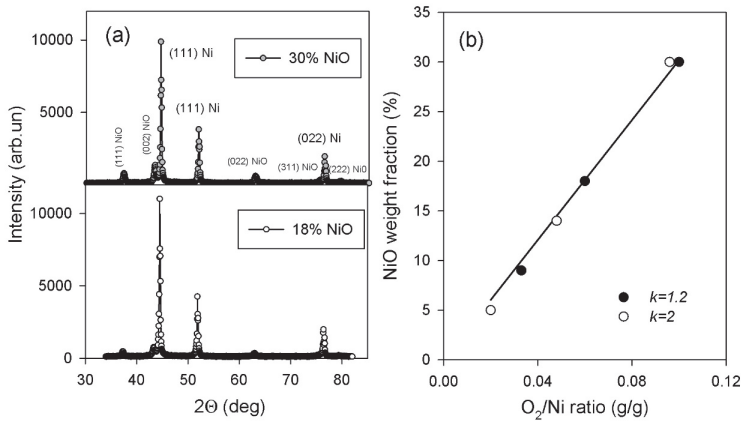 (a)
10000
(111) Ni
30% NiO
5000
(111) Ni
(111) NiO
(002) NiO
(022) Ni
(022) NiO
(311) NiO
(222) Ni0
0
Intensity (arb.un)
10000
18% NiO
5000
0
30 40 50 60 70 80
2Θ (deg)
(b)
35
30
25
20
15
10
5
0
NiO weight fraction (%)
k=1.2
k=2
0.00 0.04 0.08 0.12
O₂/Ni ratio (g/g)